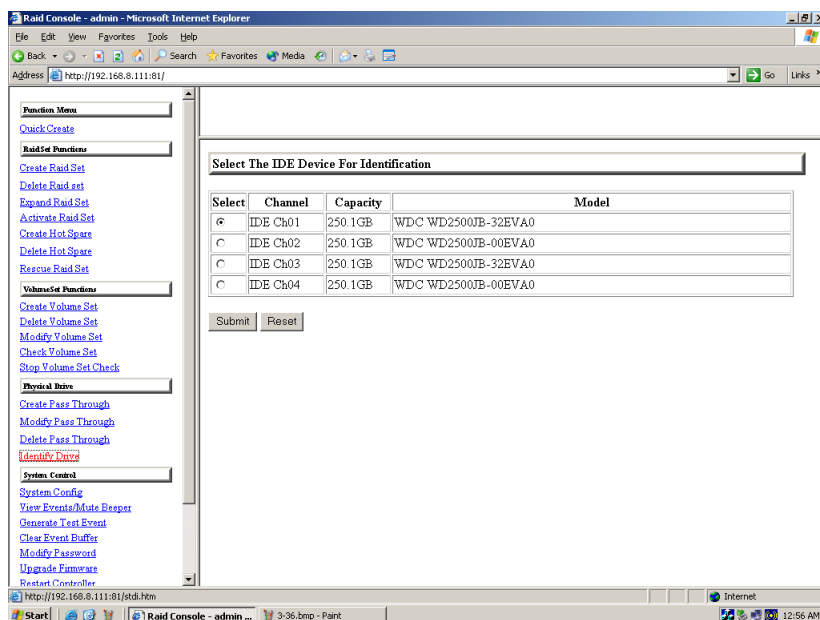 Raid Console - admin - Microsoft Internet Explorer
File Edit View Favorites Tools Help
Back Search Favorites Media
Address http://192.168.8.111:81/ Go Links
Function Menu
Quick Create
RaidSet Functions
Create Raid Set
Delete Raid set
Expand Raid Set
Activate Raid Set
Create Hot Spare
Delete Hot Spare
Rescue Raid Set
VolumeSet Functions
Create Volume Set
Delete Volume Set
Modify Volume Set
Check Volume Set
Stop Volume Set Check
Physical Drive
Create Pass Through
Modify Pass Through
Delete Pass Through
Identify Drive
System Control
System Config
View Events/Mute Beeper
Generate Test Event
Clear Event Buffer
Modify Password
Upgrade Firmware
Restart Controller
Select The IDE Device For Identification
Select Channel Capacity Model
IDE Ch01 250.1GB WDC WD2500JB-32EVA0
IDE Ch02 250.1GB WDC WD2500JB-00EVA0
IDE Ch03 250.1GB WDC WD2500JB-32EVA0
IDE Ch04 250.1GB WDC WD2500JB-00EVA0
Submit Reset
http://192.168.8.111:81/stdi.htm Internet
Start Raid Console - admin ... 3-36.bmp - Paint 12:56 AM